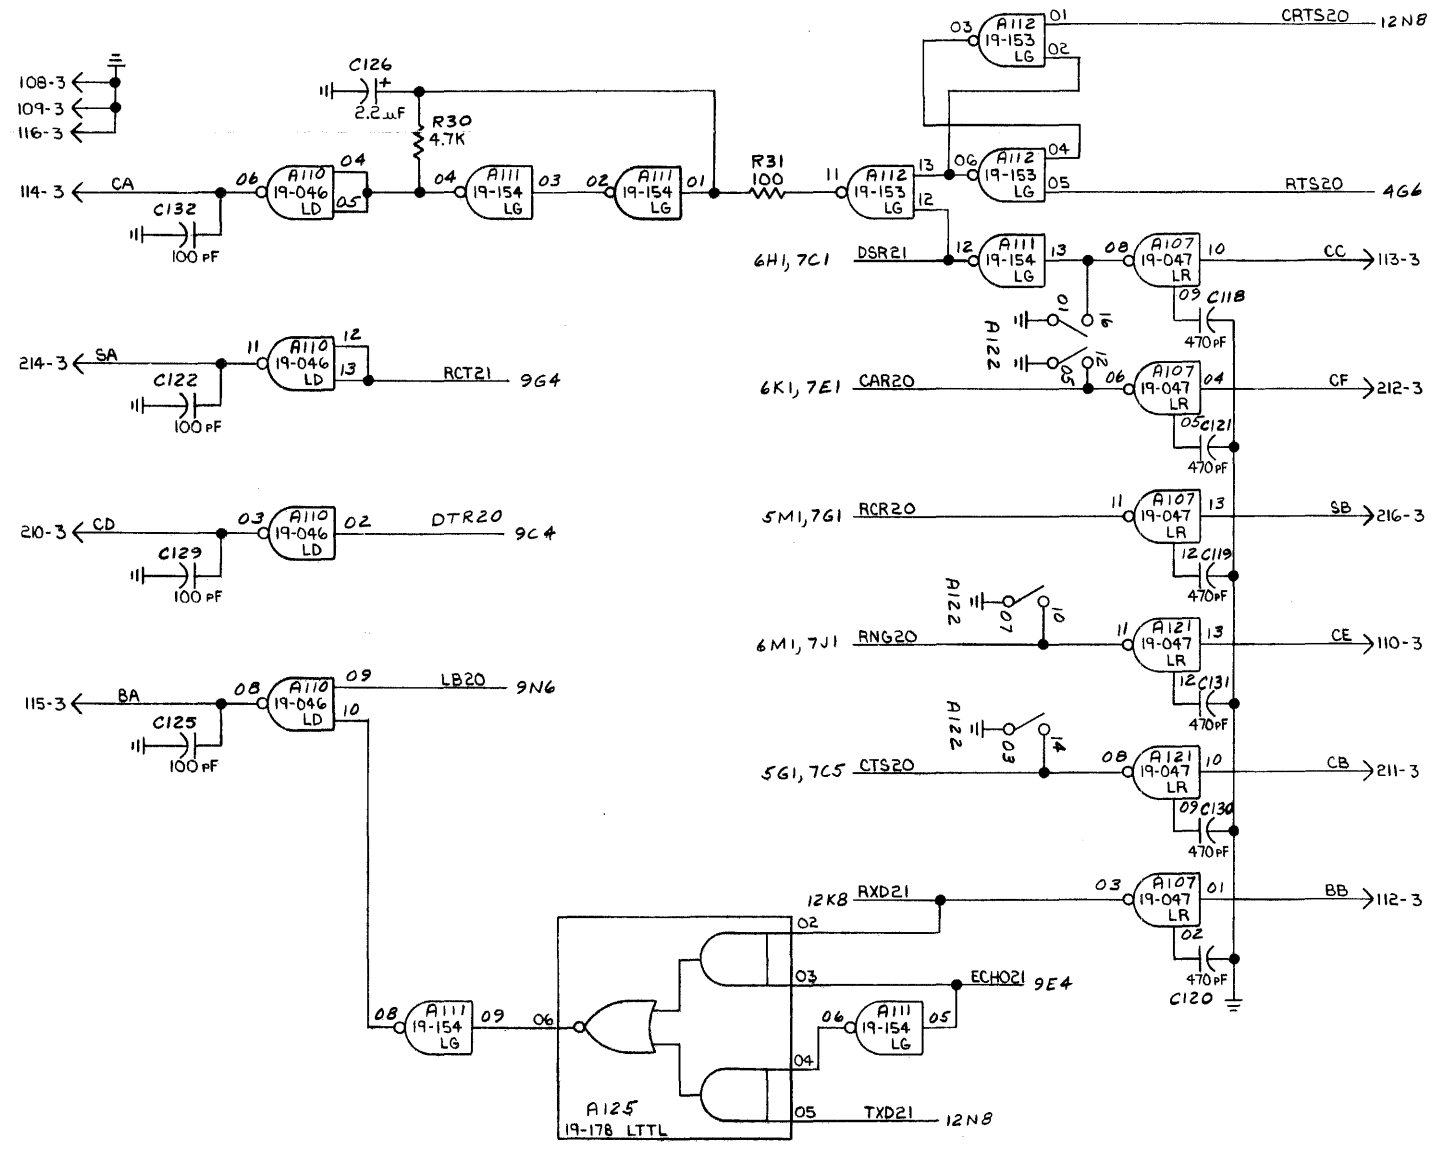 CRTS20 12N8
03 A112 01
19-153
LG 02
108-3
109-3
116-3
C126
+
2.2uF
R30
4.7K
114-3 CA 06 A110 04
19-046
LD 05
C132
100 pF
04 A111 03
19-154
LG
02 A111 01
19-154
LG
R31
100
11 A112 13
19-153
LG 12
06 A112 04
19-153
LG 05
RTS20 4G6
6H1, 7C1 DSR21 12 A111 13
19-154
LG
08 A107 10 CC 113-3
19-047
LR
09 C118
470pF
01 16
A122
05 12
214-3 SA 11 A110 12
19-046
LD 13
C122
100 pF
RCT21 9G4
6K1, 7E1 CAR20 06 A107 04 CF 212-3
19-047
LR
05 C121
470pF
210-3 CD 03 A110 02 DTR20 9C4
19-046
LD
C129
100 pF
5M1, 7G1 RCR20 11 A107 13 SB 216-3
19-047
LR
12 C119
470pF
A122 07 10
6M1, 7J1 RNG20 11 A121 13 CE 110-3
19-047
LR
12 C131
470pF
115-3 BA 08 A110 09 LB20 9N6
19-046
LD 10
C125
100 pF
A122 03 14
5G1, 7C5 CTS20 08 A121 10 CB 211-3
19-047
LR
09 C130
470pF
12K8 RXD21 03 A107 01 BB 112-3
19-047
LR
02
470pF
C120
02
03 ECHO21 9E4
08 A111 09
19-154
LG
06
06 A111 05
19-154
LG
04
05 TXD21 12N8
A125
19-178 LTTL